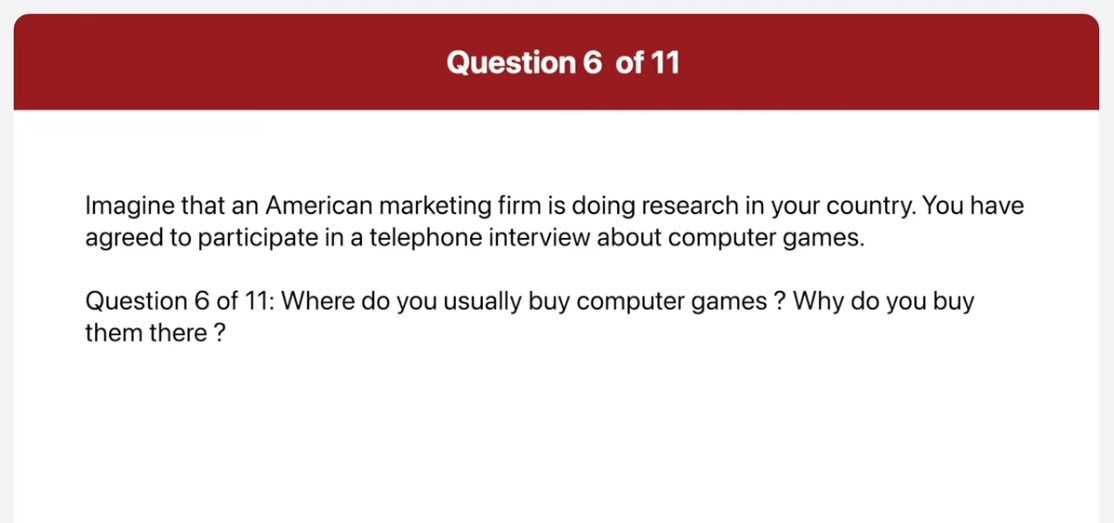 Question 6 of 11
Imagine that an American marketing firm is doing research in your country. You have
agreed to participate in a telephone interview about computer games.
Question 6 of 11: Where do you usually buy computer games ? Why do you buy
them there ?